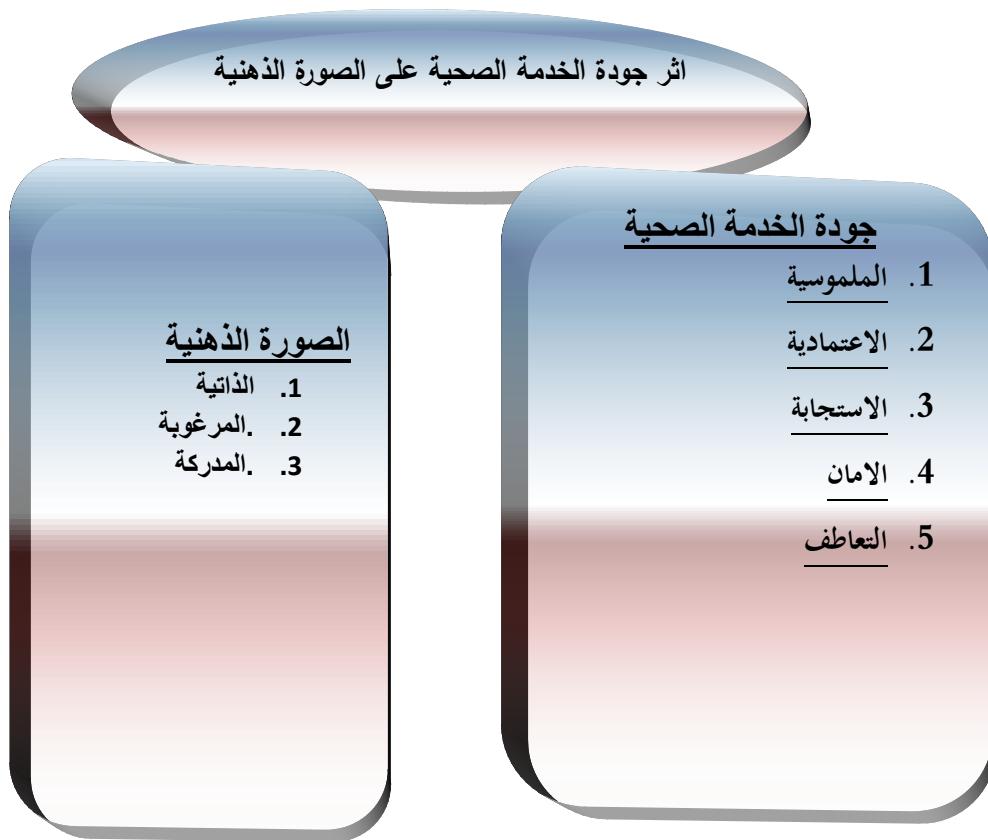 اثر جودة الخدمة الصحية على الصورة الذهنية
جودة الخدمة الصحية
1. الملموسية
2. الاعتمادية
3. الاستجابة
4. الامان
5. التعاطف
الصورة الذهنية
1. الذاتية
2. .المرغوبة
3. .المدركة